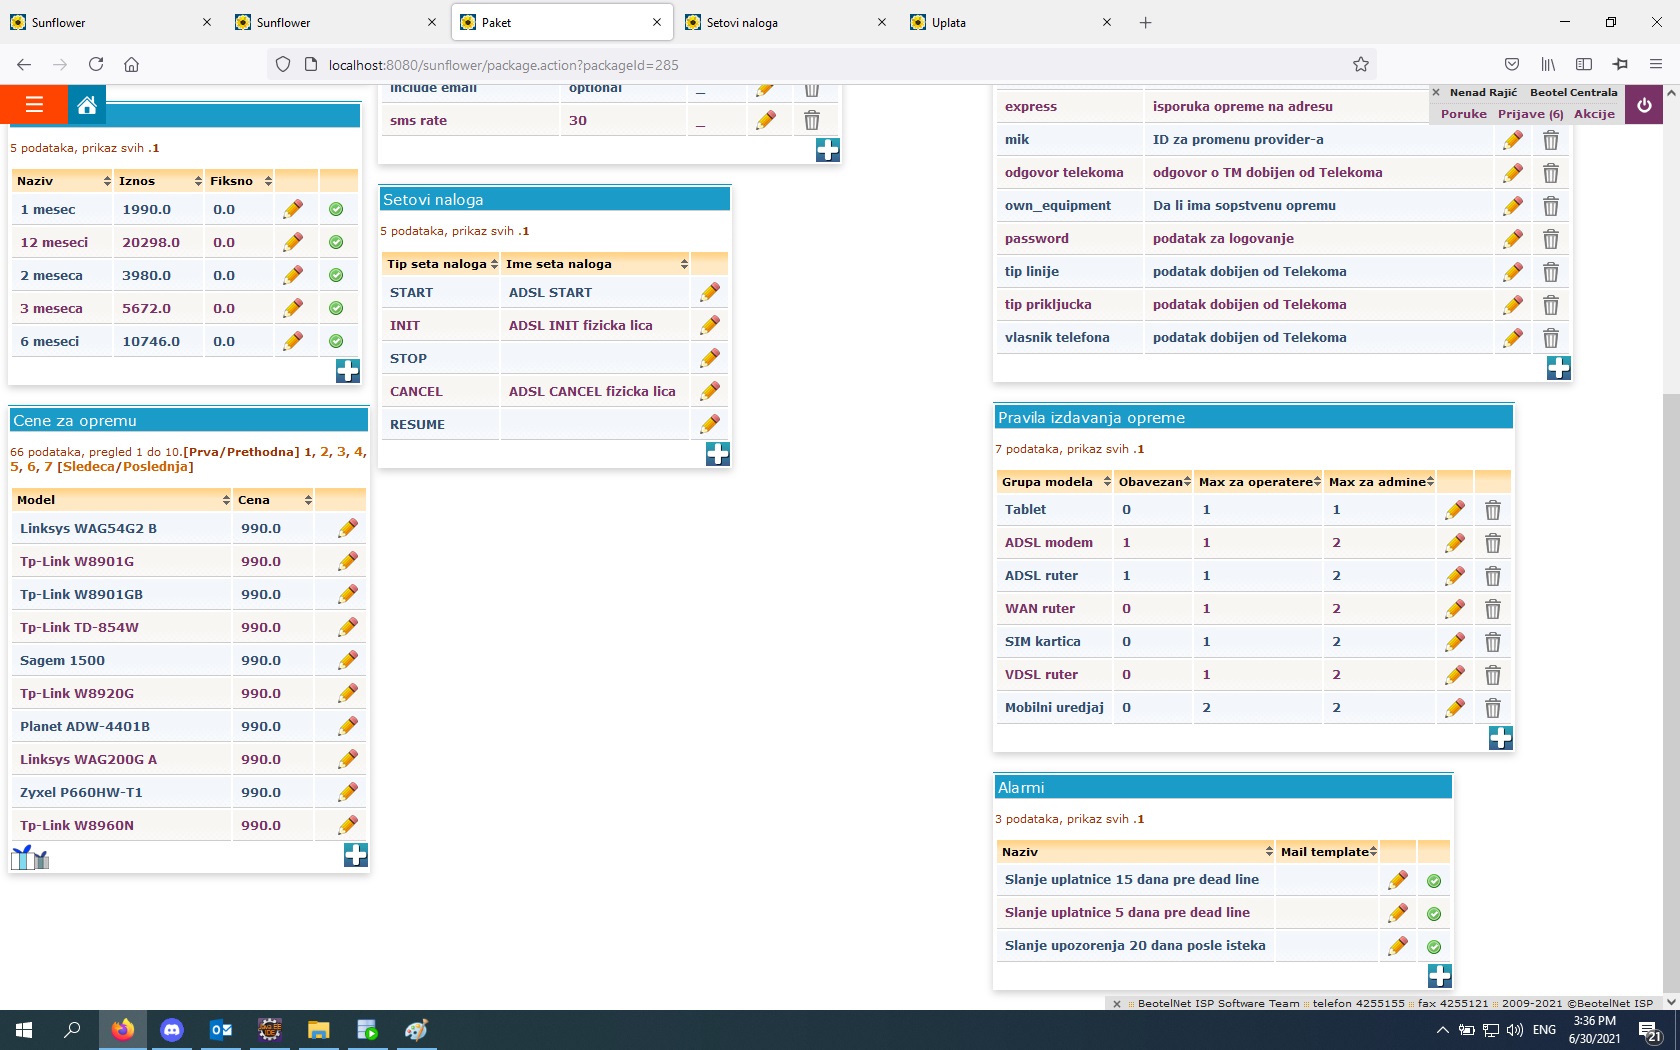 Sunflower
Sunflower
Paket
Setovi naloga
Uplata
localhost:8080/sunflower/package.action?packageId=285
Nenad Rajić Beotel Centrala
Poruke Prijave (6) Akcije
5 podataka, prikaz svih .1
Naziv Iznos Fiksno
1 mesec 1990.0 0.0
12 meseci 20298.0 0.0
2 meseca 3980.0 0.0
3 meseca 5672.0 0.0
6 meseci 10746.0 0.0
Cene za opremu
66 podataka, pregled 1 do 10.[Prva/Prethodna] 1, 2, 3, 4,
5, 6, 7 [Sledeca/Poslednja]
Model Cena
Linksys WAG54G2 B 990.0
Tp-Link W8901G 990.0
Tp-Link W8901GB 990.0
Tp-Link TD-854W 990.0
Sagem 1500 990.0
Tp-Link W8920G 990.0
Planet ADW-4401B 990.0
Linksys WAG200G A 990.0
Zyxel P660HW-T1 990.0
Tp-Link W8960N 990.0
include email optional _
sms rate 30 _
Setovi naloga
5 podataka, prikaz svih .1
Tip seta naloga Ime seta naloga
START ADSL START
INIT ADSL INIT fizicka lica
STOP
CANCEL ADSL CANCEL fizicka lica
RESUME
express isporuka opreme na adresu
mik ID za promenu provider-a
odgovor telekoma odgovor o TM dobijen od Telekoma
own_equipment Da li ima sopstvenu opremu
password podatak za logovanje
tip linije podatak dobijen od Telekoma
tip prikljucka podatak dobijen od Telekoma
vlasnik telefona podatak dobijen od Telekoma
Pravila izdavanja opreme
7 podataka, prikaz svih .1
Grupa modela Obavezan Max za operatere Max za admine
Tablet 0 1 1
ADSL modem 1 1 2
ADSL ruter 1 1 2
WAN ruter 0 1 2
SIM kartica 0 1 2
VDSL ruter 0 1 2
Mobilni uredjaj 0 2 2
Alarmi
3 podataka, prikaz svih .1
Naziv Mail template
Slanje uplatnice 15 dana pre dead line
Slanje uplatnice 5 dana pre dead line
Slanje upozorenja 20 dana posle isteka
:: BeotelNet ISP Software Team :: telefon 4255155 :: fax 4255121 :: 2009-2021 ©BeotelNet ISP
ENG
3:36 PM
6/30/2021
21